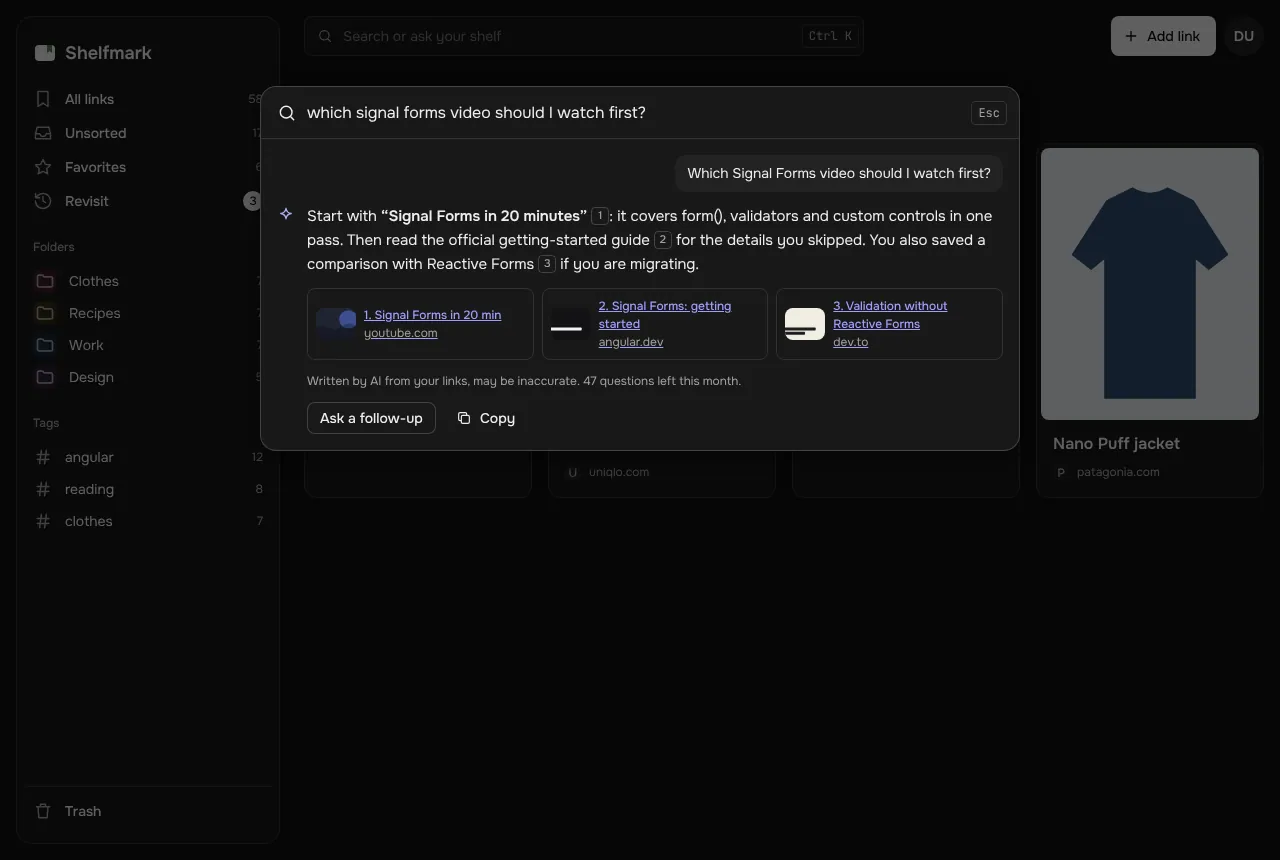 Shelfmark
Search or ask your shelf
Ctrl K
Add link
DU
All links
58
Unsorted
Favorites
6
Revisit
3
Folders
Clothes
Recipes
Work
Design
5
Tags
angular
12
reading
8
clothes
7
Trash
which signal forms video should I watch first?
Esc
Which Signal Forms video should I watch first?
Start with “Signal Forms in 20 minutes” 1: it covers form(), validators and custom controls in one
pass. Then read the official getting-started guide 2 for the details you skipped. You also saved a
comparison with Reactive Forms 3 if you are migrating.
1. Signal Forms in 20 min
youtube.com
2. Signal Forms: getting
started
angular.dev
3. Validation without
Reactive Forms
dev.to
Written by AI from your links, may be inaccurate. 47 questions left this month.
Ask a follow-up
Copy
U uniqlo.com
Nano Puff jacket
P patagonia.com